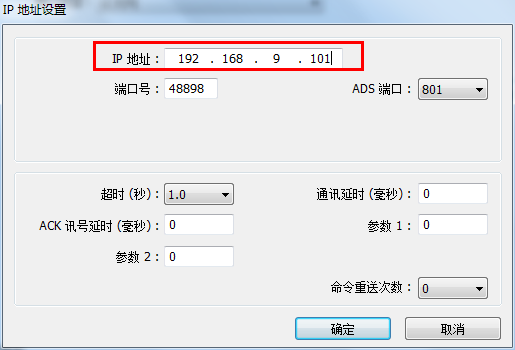 IP 地址设置
IP 地址： 192 . 168 . 9 . 101
端口号： 48898 ADS 端口： 801
超时 (秒)： 1.0 通讯延时 (毫秒)： 0
ACK 讯号延时 (毫秒)： 0 参数 1： 0
参数 2： 0
命令重送次数： 0
确定 取消